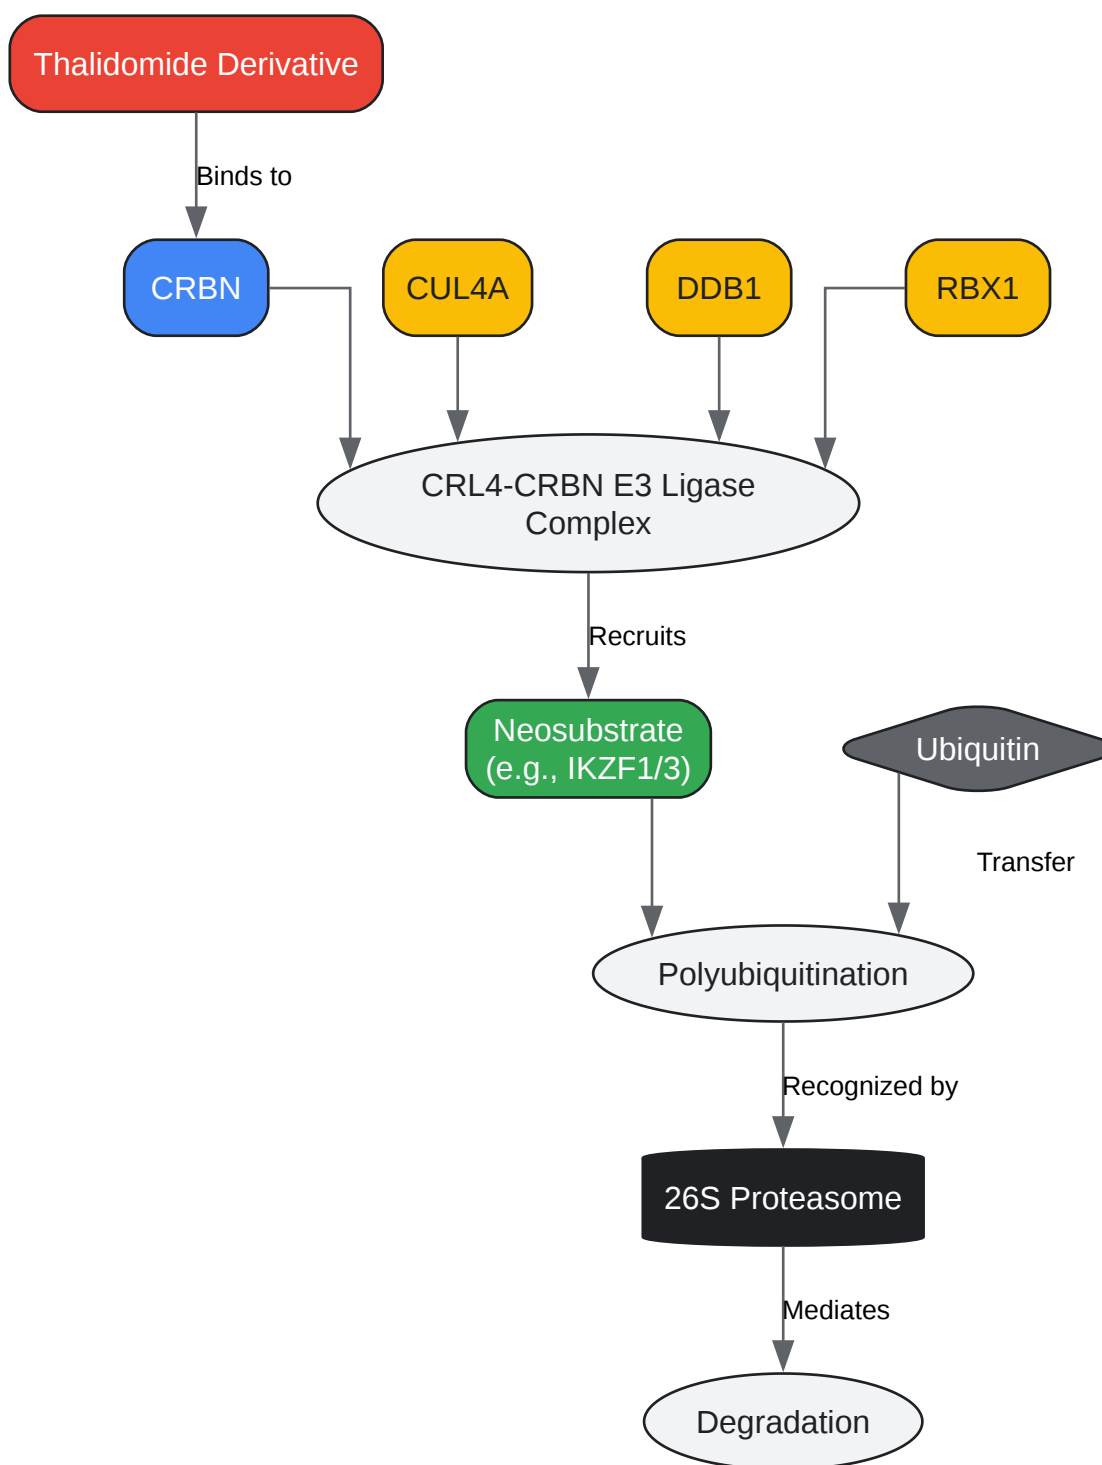 Thalidomide Derivative
Binds to
CRBN
CUL4A
DDB1
RBX1
CRL4-CRBN E3 Ligase
Complex
Recruits
Neosubstrate
(e.g., IKZF1/3)
Ubiquitin
Transfer
Polyubiquitination
Recognized by
26S Proteasome
Mediates
Degradation